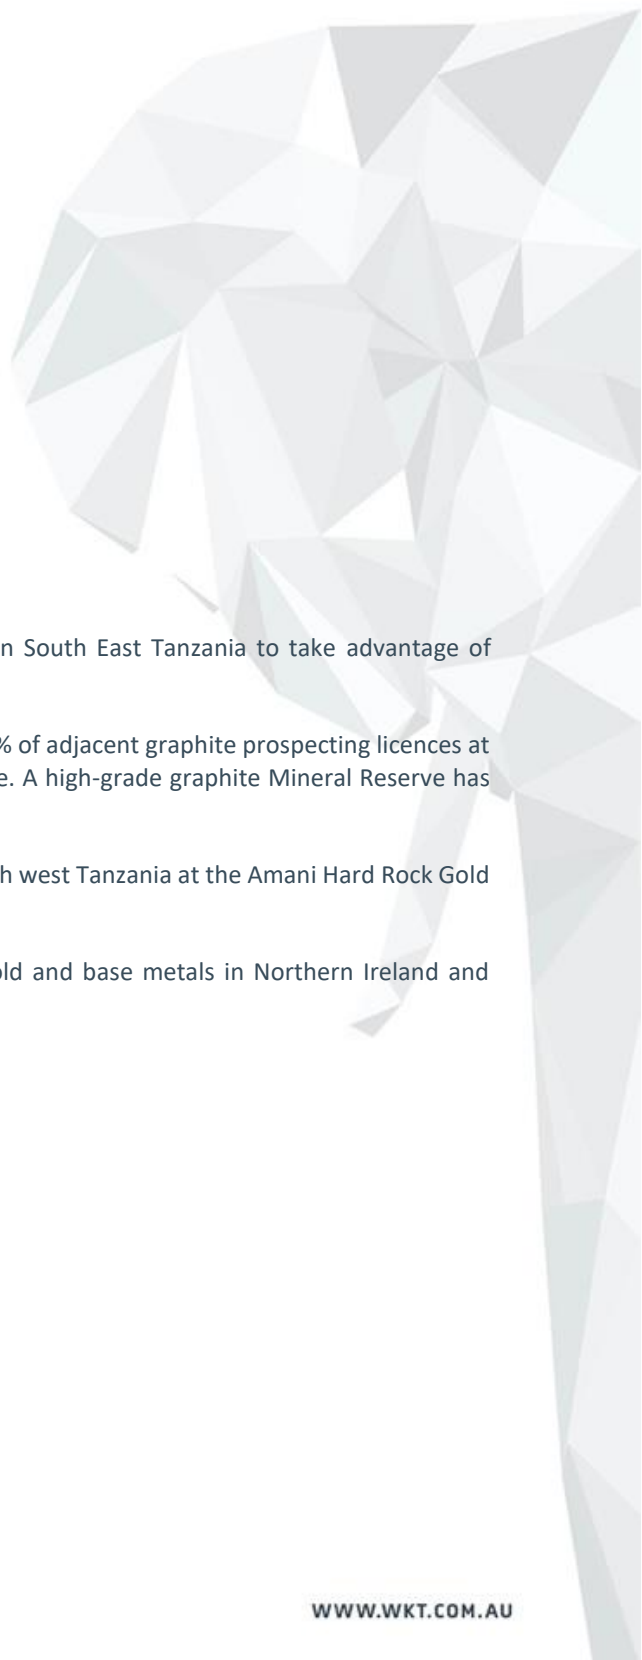 South East Tanzania to take advantage of
of adjacent graphite prospecting licences at
A high-grade graphite Mineral Reserve has
west Tanzania at the Amani Hard Rock Gold
and base metals in Northern Ireland and
WWW.WKT.COM.AU